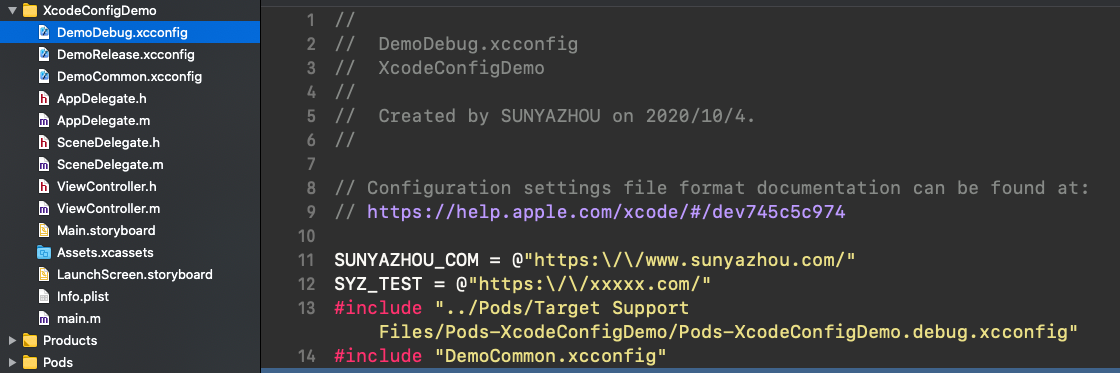 XcodeConfigDemo
DemoDebug.xcconfig
DemoRelease.xcconfig
DemoCommon.xcconfig
h AppDelegate.h
m AppDelegate.m
h SceneDelegate.h
m SceneDelegate.m
h ViewController.h
m ViewController.m
Main.storyboard
Assets.xcassets
LaunchScreen.storyboard
Info.plist
m main.m
Products
Pods
1 //
2 //  DemoDebug.xcconfig
3 //  XcodeConfigDemo
4 //
5 //  Created by SUNYAZHOU on 2020/10/4.
6 //
7
8 // Configuration settings file format documentation can be found at:
9 // https://help.apple.com/xcode/#/dev745c5c974
10
11 SUNYAZHOU_COM = @"https:\/\/www.sunyazhou.com/"
12 SYZ_TEST = @"https:\/\/xxxxx.com/"
13 #include "../Pods/Target Support
Files/Pods-XcodeConfigDemo/Pods-XcodeConfigDemo.debug.xcconfig"
14 #include "DemoCommon.xcconfig"